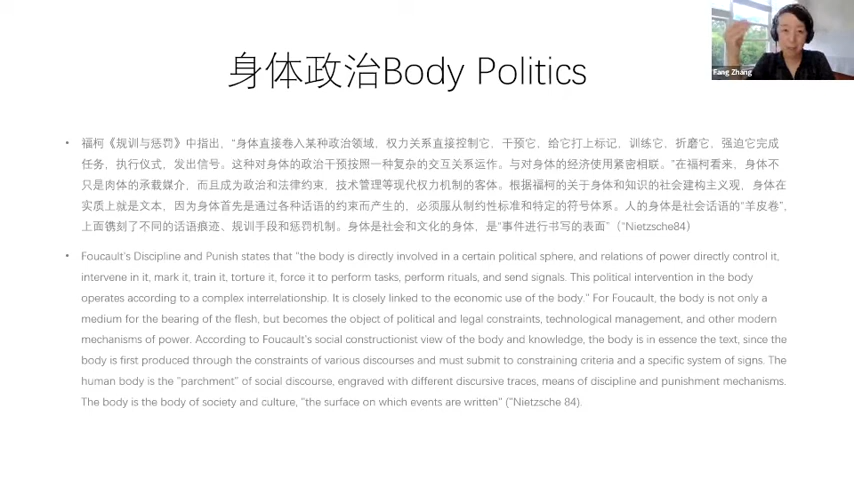 Fang Zhang
身体政治Body Politics
• 福柯《规训与惩罚》中指出，“身体直接卷入某种政治领域，权力关系直接控制它，干预它，给它打上标记，训练它，折磨它，强迫它完成
任务，执行仪式，发出信号。这种对身体的政治干预按照一种复杂的交互关系运作。与对身体的经济使用紧密相联。”在福柯看来，身体不
只是肉体的承载媒介，而且成为政治和法律约束，技术管理等现代权力机制的客体。根据福柯的关于身体和知识的社会建构主义观，身体在
实质上就是文本，因为身体首先是通过各种话语的约束而产生的，必须服从制约性标准和特定的符号体系。人的身体是社会话语的“羊皮卷”，
上面镌刻了不同的话语痕迹、规训手段和惩罚机制。身体是社会和文化的身体，是“事件进行书写的表面”（“Nietzsche84）
• Foucault's Discipline and Punish states that "the body is directly involved in a certain political sphere, and relations of power directly control it,
intervene in it, mark it, train it, torture it, force it to perform tasks, perform rituals, and send signals. This political intervention in the body
operates according to a complex interrelationship. It is closely linked to the economic use of the body." For Foucault, the body is not only a
medium for the bearing of the flesh, but becomes the object of political and legal constraints, technological management, and other modern
mechanisms of power. According to Foucault's social constructionist view of the body and knowledge, the body is in essence the text, since the
body is first produced through the constraints of various discourses and must submit to constraining criteria and a specific system of signs. The
human body is the "parchment" of social discourse, engraved with different discursive traces, means of discipline and punishment mechanisms.
The body is the body of society and culture, "the surface on which events are written" ("Nietzsche 84).